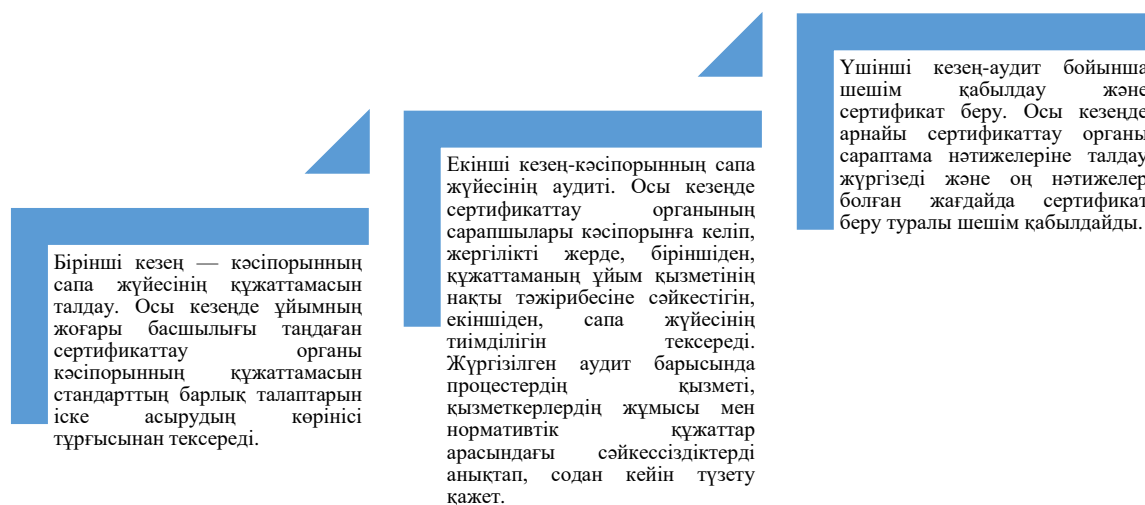 Бірінші кезең — кәсіпорынның
сапа жүйесінің құжаттамасын
талдау. Осы кезеңде ұйымның
жоғары басшылығы таңдаған
сертификаттау органы
кәсіпорынның құжаттамасын
стандарттың барлық талаптарын
іске асырудың көрінісі
тұрғысынан тексереді.
Екінші кезең-кәсіпорынның сапа
жүйесінің аудиті. Осы кезеңде
сертификаттау органының
сарапшылары кәсіпорынға келіп,
жергілікті жерде, біріншіден,
құжаттаманың ұйым қызметінің
нақты тәжірибесіне сәйкестігін,
екіншіден, сапа жүйесінің
тиімділігін тексереді.
Жүргізілген аудит барысында
процестердің қызметі,
қызметкерлердің жұмысы мен
нормативтік құжаттар
арасындағы сәйкессіздіктерді
анықтап, содан кейін түзету
қажет.
Үшінші кезең-аудит бойынша
шешім қабылдау және
сертификат беру. Осы кезеңде
арнайы сертификаттау органы
сараптама нәтижелеріне талдау
жүргізеді және оң нәтижелер
болған жағдайда сертификат
беру туралы шешім қабылдайды.